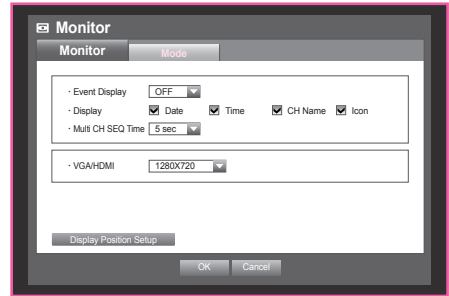 Monitor
Monitor Mode
· Event Display OFF
· Display Date Time CH Name Icon
· Multi CH SEQ Time 5 sec
· VGA/HDMI 1280X720
Display Position Setup
OK Cancel